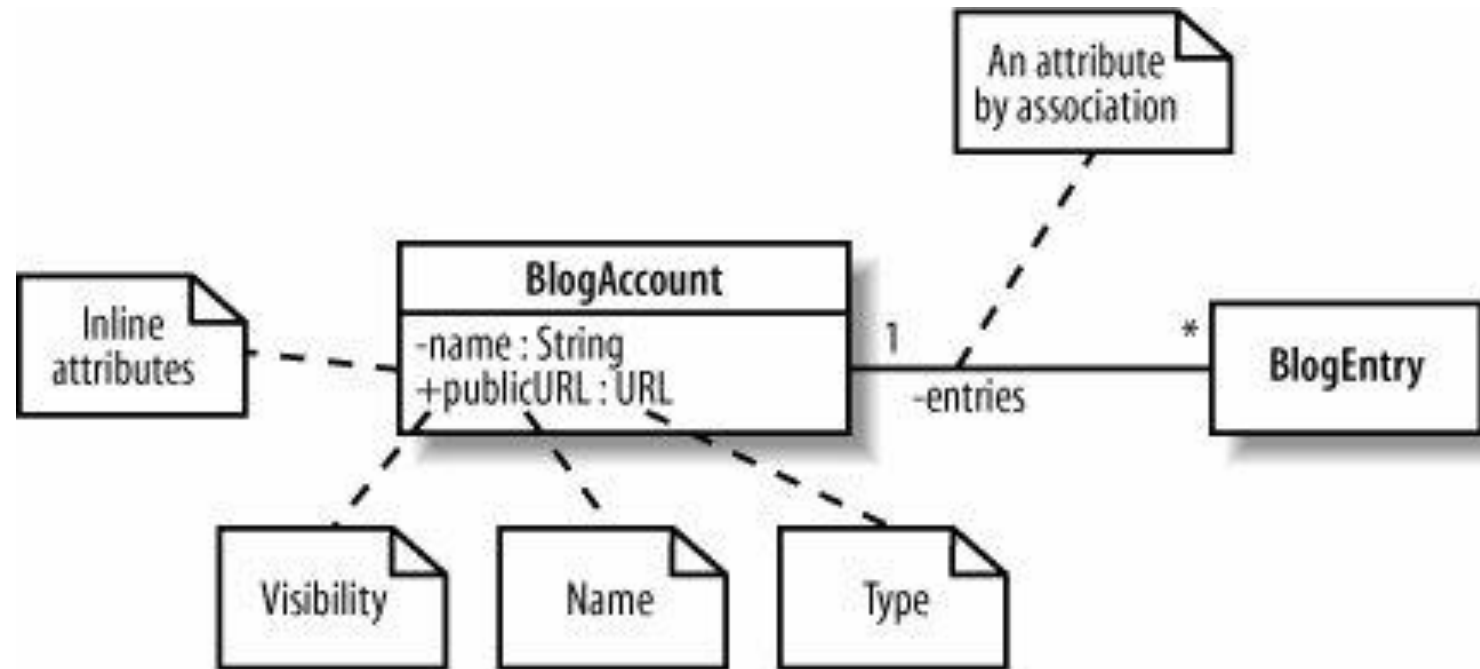 An attribute
by association
BlogAccount
Inline
attributes
-name : String
+publicURL : URL
1
*
-entries
BlogEntry
Visibility
Name
Type